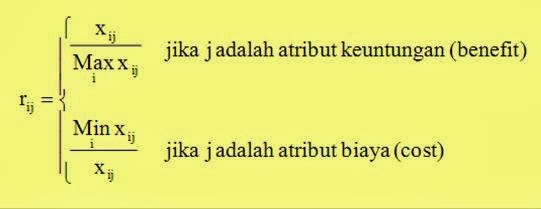 x_ij / Max_i x_ij jika j adalah atribut keuntungan (benefit)
r_ij = {
Min_i x_ij / x_ij jika j adalah atribut biaya (cost)